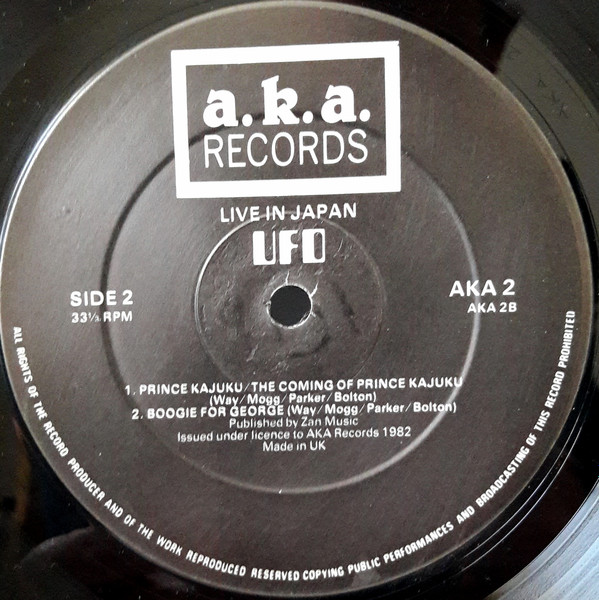 a.k.a.
RECORDS
LIVE IN JAPAN
UFO
SIDE 2
33⅓ RPM
AKA 2
AKA 2B
1. PRINCE KAJUKU/THE COMING OF PRINCE KAJUKU
(Way/Mogg/Parker/Bolton)
2. BOOGIE FOR GEORGE (Way/Mogg/Parker/Bolton)
Published by Zan Music
Issued under licence to AKA Records 1982
Made in UK
ALL RIGHTS OF THE RECORD PRODUCER AND OF THE WORK REPRODUCED RESERVED COPYING PUBLIC PERFORMANCES AND BROADCASTING OF THIS RECORD PROHIBITED